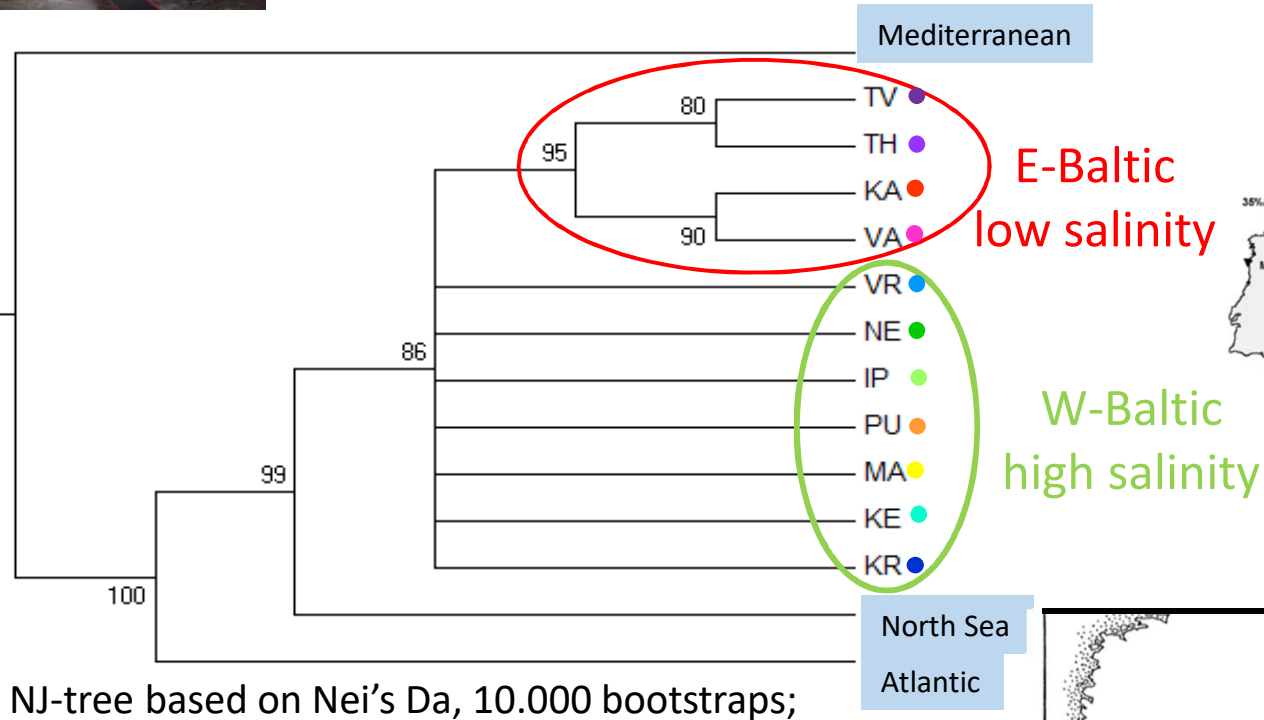 Mediterranean
TV
80
TH
95
E-Baltic
low salinity
KA
90
VA
35%
VR
NE
86
IP
W-Baltic
high salinity
PU
99
MA
KE
KR
100
North Sea
Atlantic
NJ-tree based on Nei's Da, 10.000 bootstraps;